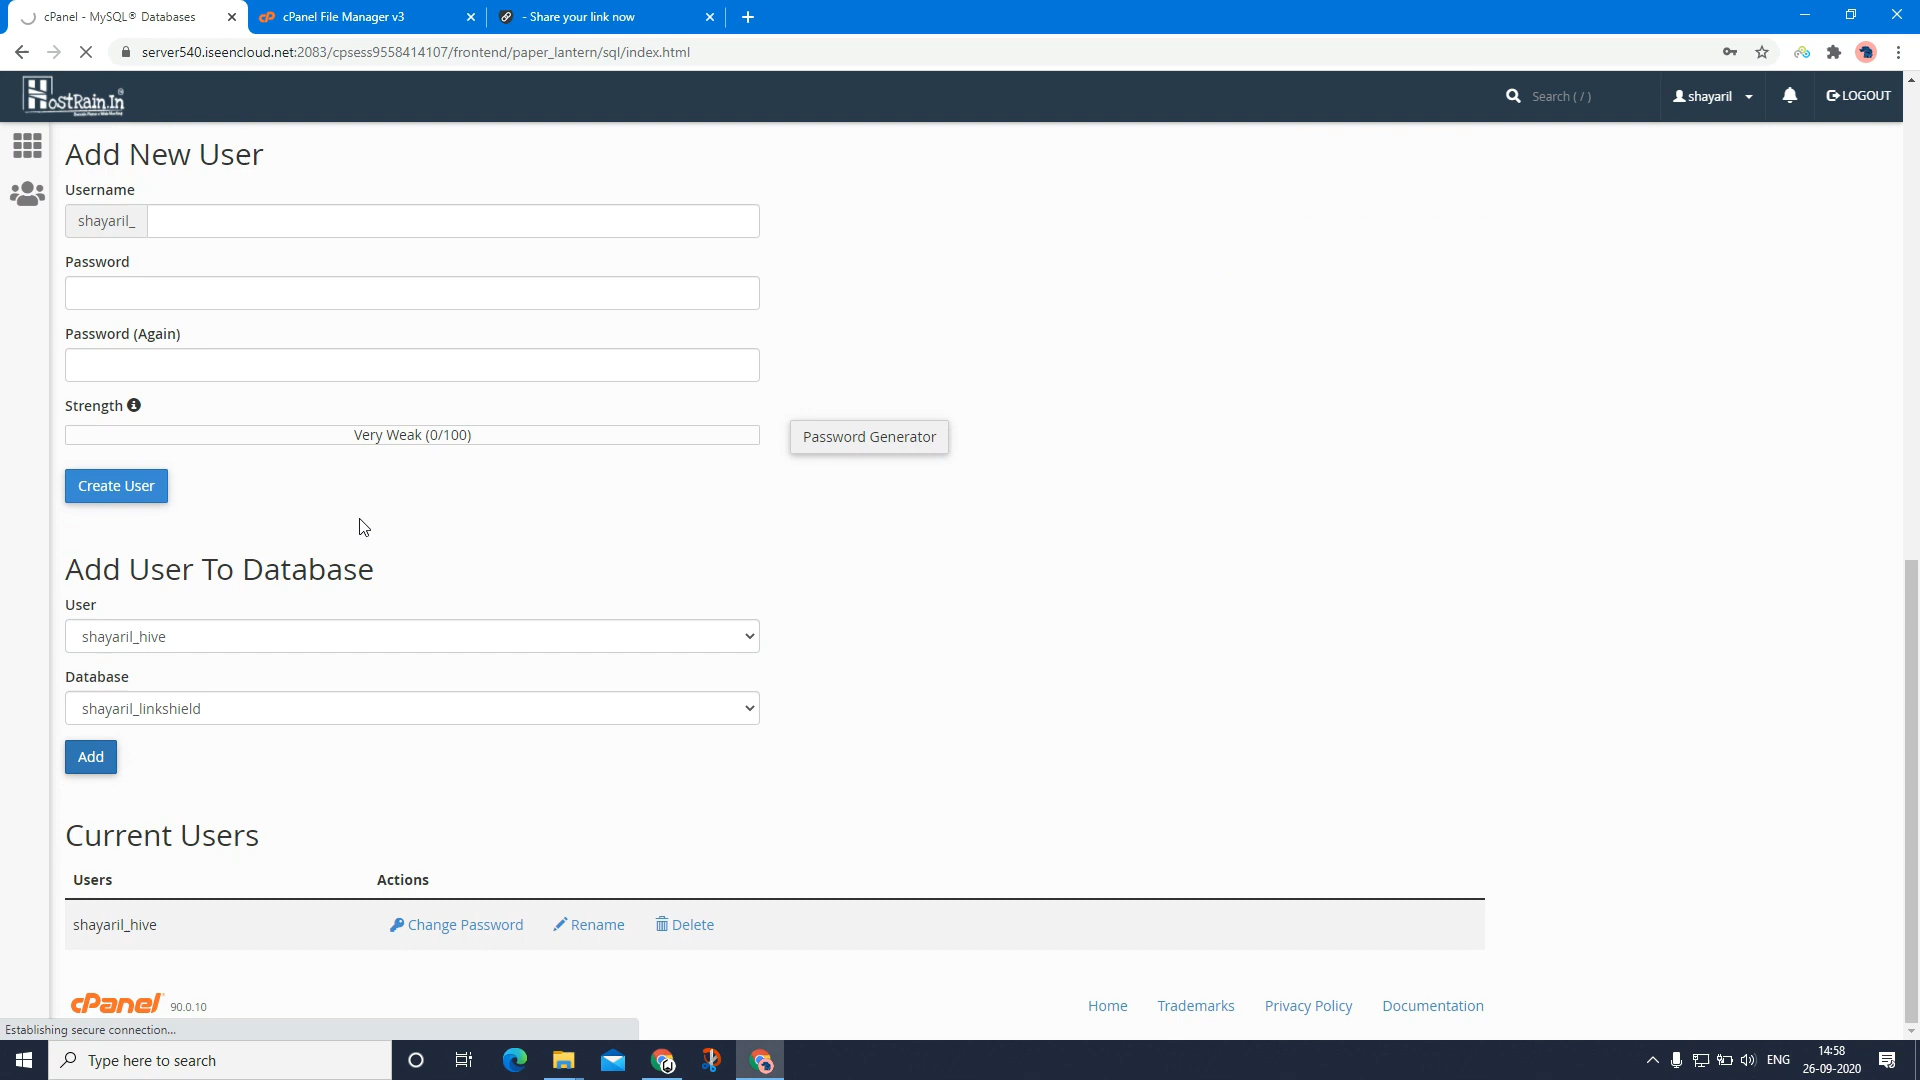 cPanel - MySQL® Databases
cPanel File Manager v3
- Share your link now
server540.iseencloud.net:2083/cpsess9558414107/frontend/paper_lantern/sql/index.html
HostRain.In
Search ( / )
shayaril
LOGOUT
Add New User
Username
shayaril_
Password
Password (Again)
Strength
Very Weak (0/100)
Password Generator
Create User
Add User To Database
User
shayaril_hive
Database
shayaril_linkshield
Add
Current Users
Users Actions
shayaril_hive Change Password Rename Delete
cPanel 90.0.10
Home Trademarks Privacy Policy Documentation
Establishing secure connection...
Type here to search
ENG
14:58
26-09-2020